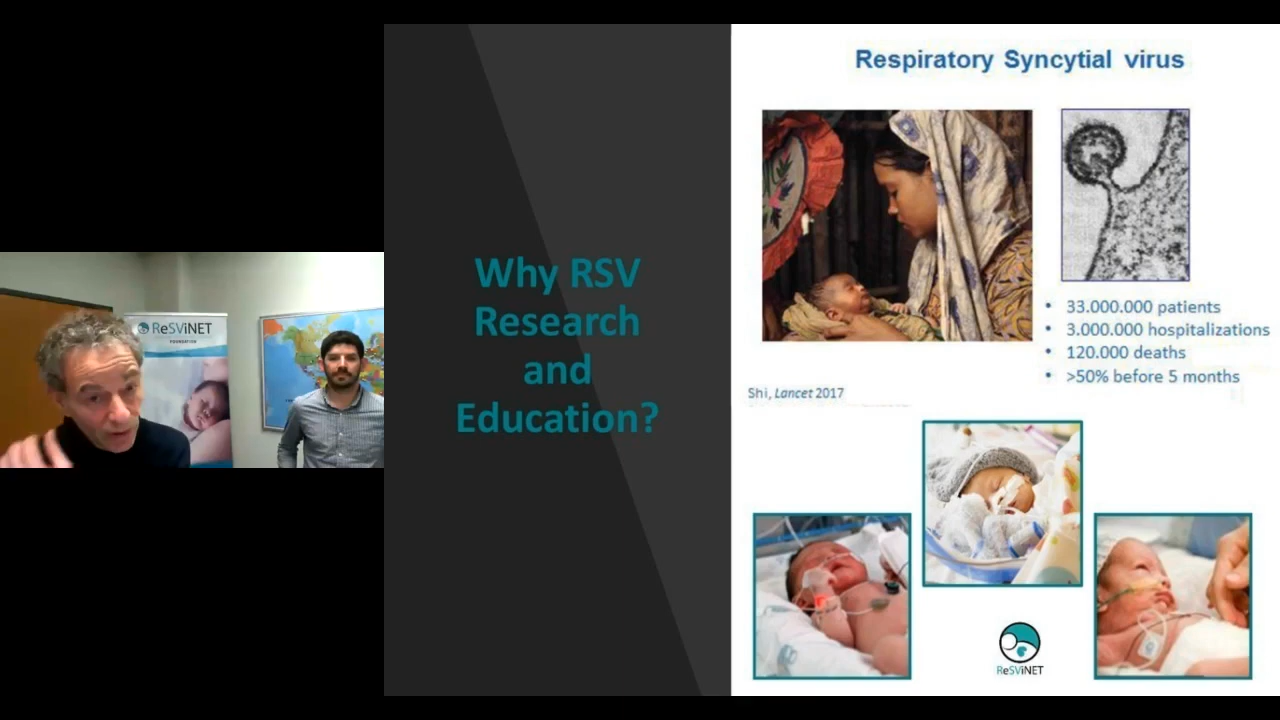 ReSViNET
FOUNDATION
Why RSV
Research
and
Education?
Respiratory Syncytial virus
• 33.000.000 patients
• 3.000.000 hospitalizations
• 120.000 deaths
• >50% before 5 months
Shi, Lancet 2017
ReSViNET